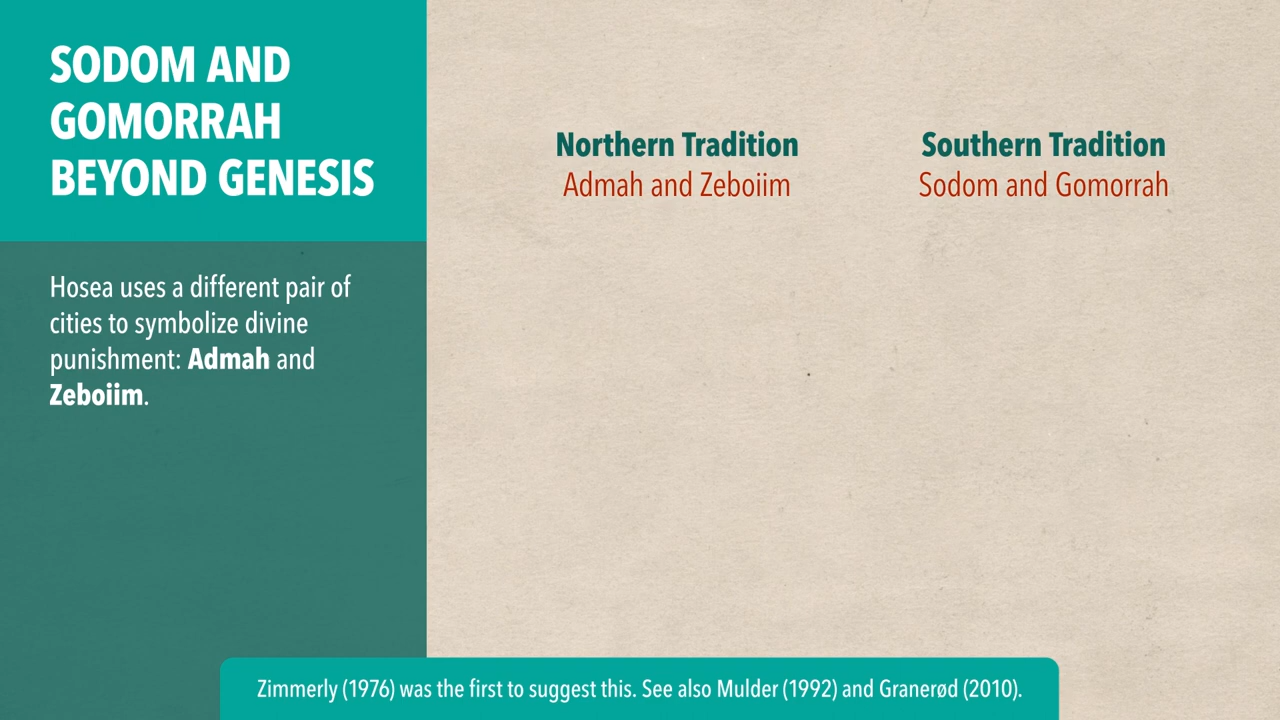 SODOM AND
GOMORRAH
BEYOND GENESIS
Hosea uses a different pair of
cities to symbolize divine
punishment: Admah and
Zeboiim.
Northern Tradition
Admah and Zeboiim
Southern Tradition
Sodom and Gomorrah
Zimmerly (1976) was the first to suggest this. See also Mulder (1992) and Granerød (2010).